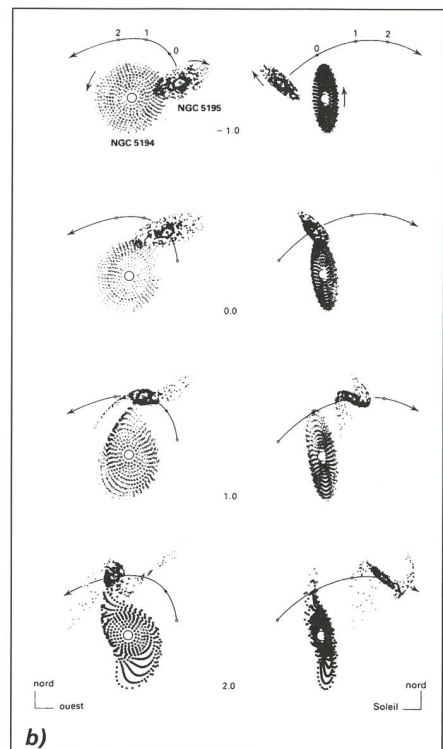 2 1 0
0 1 2
NGC 5195
NGC 5194
– 1.0
0.0
1.0
2.0
nord
ouest
nord
Soleil
b)